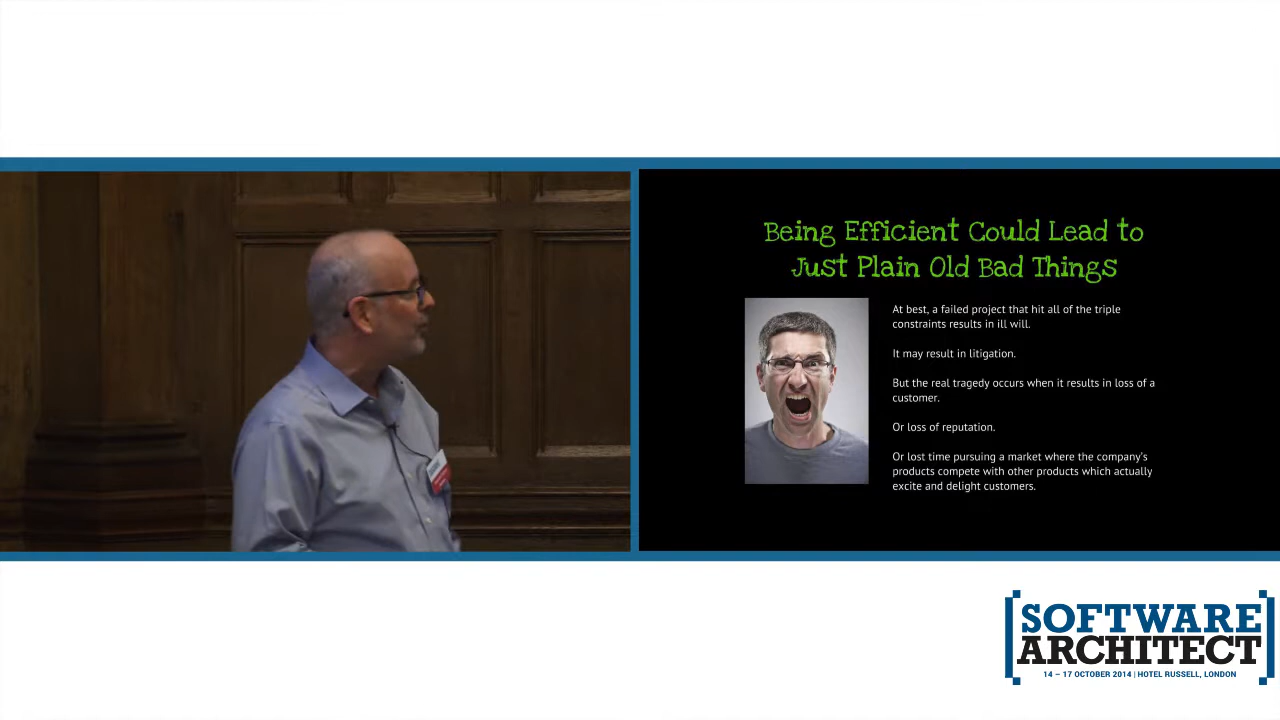 Being Efficient Could Lead to
Just Plain Old Bad Things
At best, a failed project that hit all of the triple
constraints results in ill will.
It may result in litigation.
But the real tragedy occurs when it results in loss of a
customer.
Or loss of reputation.
Or lost time pursuing a market where the company's
products compete with other products which actually
excite and delight customers.
SOFTWARE
ARCHITECT
14 – 17 OCTOBER 2014 | HOTEL RUSSELL, LONDON